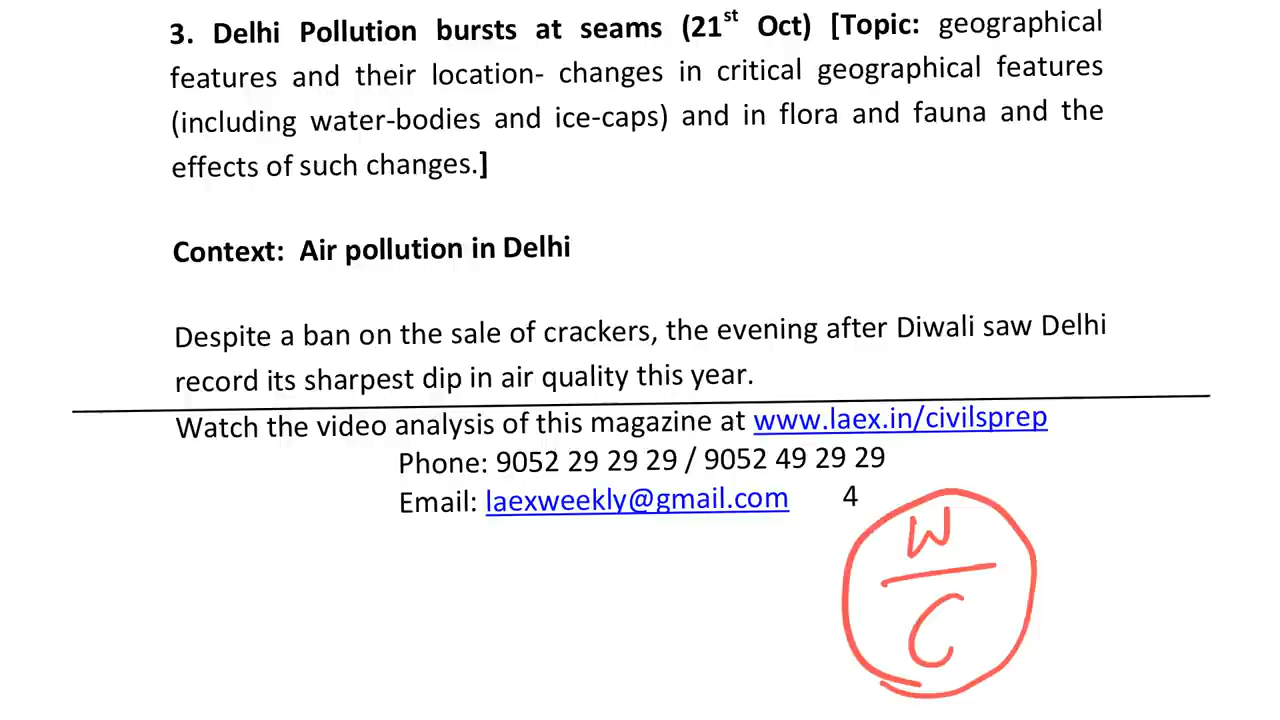 3. Delhi Pollution bursts at seams (21st Oct) [Topic: geographical
features and their location- changes in critical geographical features
(including water-bodies and ice-caps) and in flora and fauna and the
effects of such changes.]
Context: Air pollution in Delhi
Despite a ban on the sale of crackers, the evening after Diwali saw Delhi
record its sharpest dip in air quality this year.
Watch the video analysis of this magazine at www.laex.in/civilsprep
Phone: 9052 29 29 29 / 9052 49 29 29
Email: laexweekly@gmail.com 4
W
C